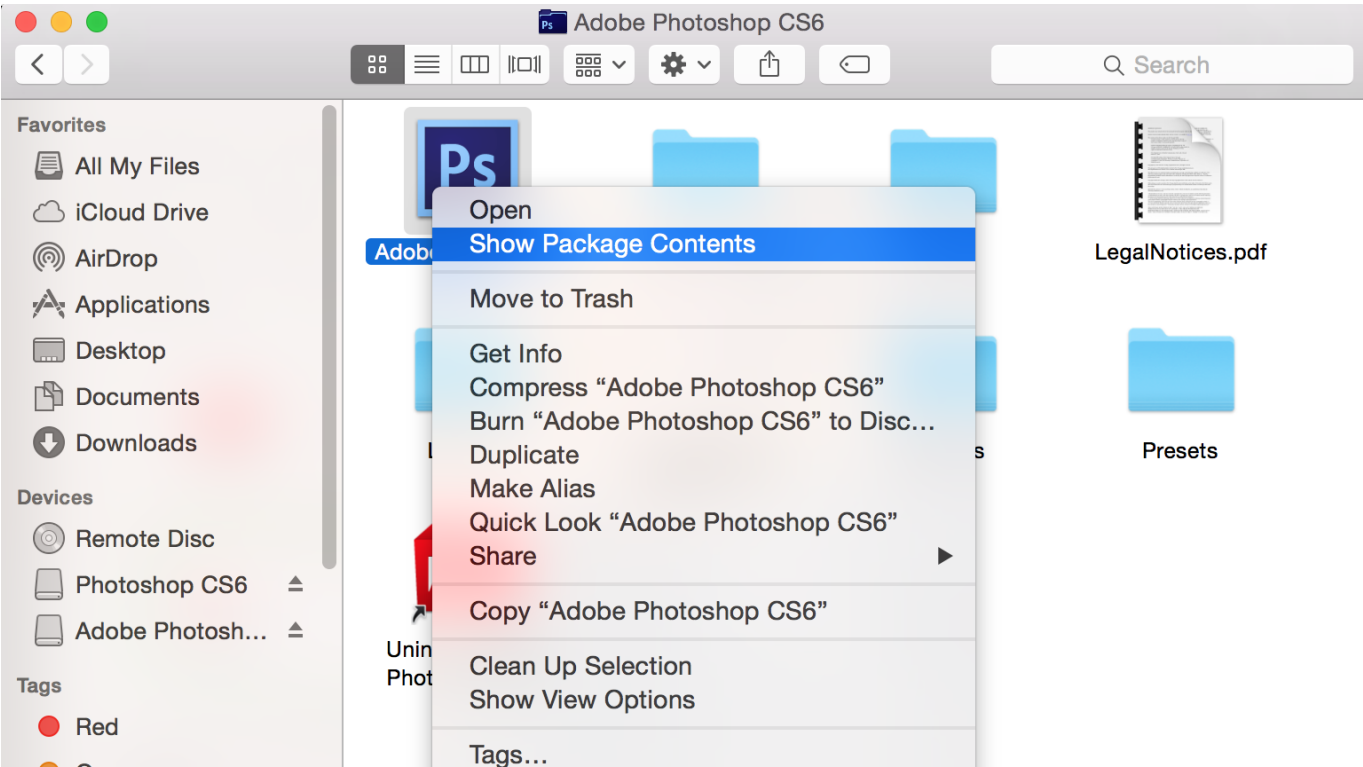 Adobe Photoshop CS6
Search
Favorites
All My Files
iCloud Drive
AirDrop
Applications
Desktop
Documents
Downloads
Devices
Remote Disc
Photoshop CS6
Adobe Photosh...
Tags
Red
Ps
LegalNotices.pdf
Presets
Open
Show Package Contents
Move to Trash
Get Info
Compress “Adobe Photoshop CS6”
Burn “Adobe Photoshop CS6” to Disc...
Duplicate
Make Alias
Quick Look “Adobe Photoshop CS6”
Share
Copy “Adobe Photoshop CS6”
Clean Up Selection
Show View Options
Tags...